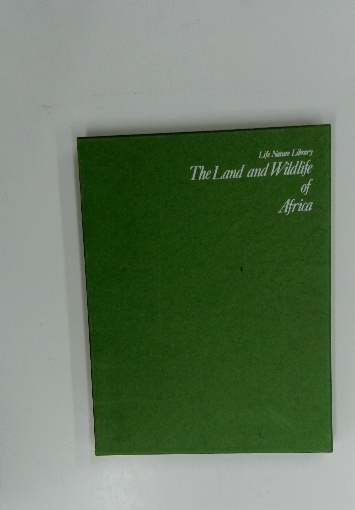 Life Nature Library
The Land and Wildlife
of
Africa